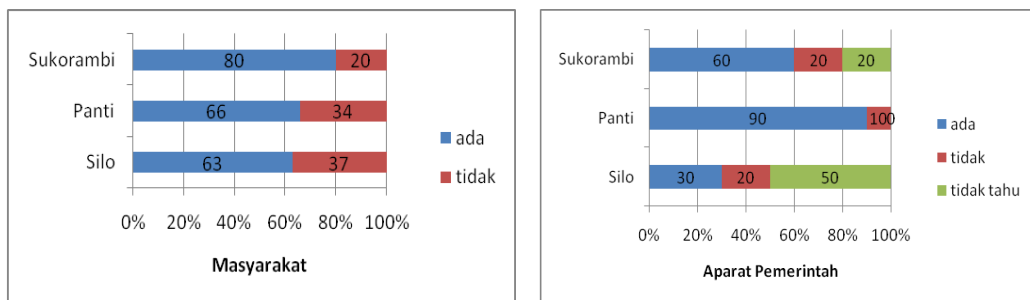 Sukorambi 80 20
Panti 66 34
Silo 63 37
ada
tidak
0% 20% 40% 60% 80% 100%
Masyarakat
Sukorambi 60 20 20
Panti 90 10 0
Silo 30 20 50
ada
tidak
tidak tahu
0% 20% 40% 60% 80% 100%
Aparat Pemerintah